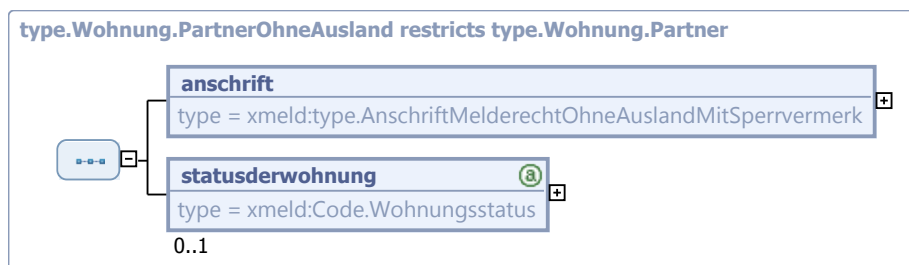 type.Wohnung.PartnerOhneAusland restricts type.Wohnung.Partner
anschrift
type = xmeld:type.AnschriftMelderechtOhneAuslandMitSperrvermerk
statusderwohnung a
type = xmeld:Code.Wohnungsstatus
0..1